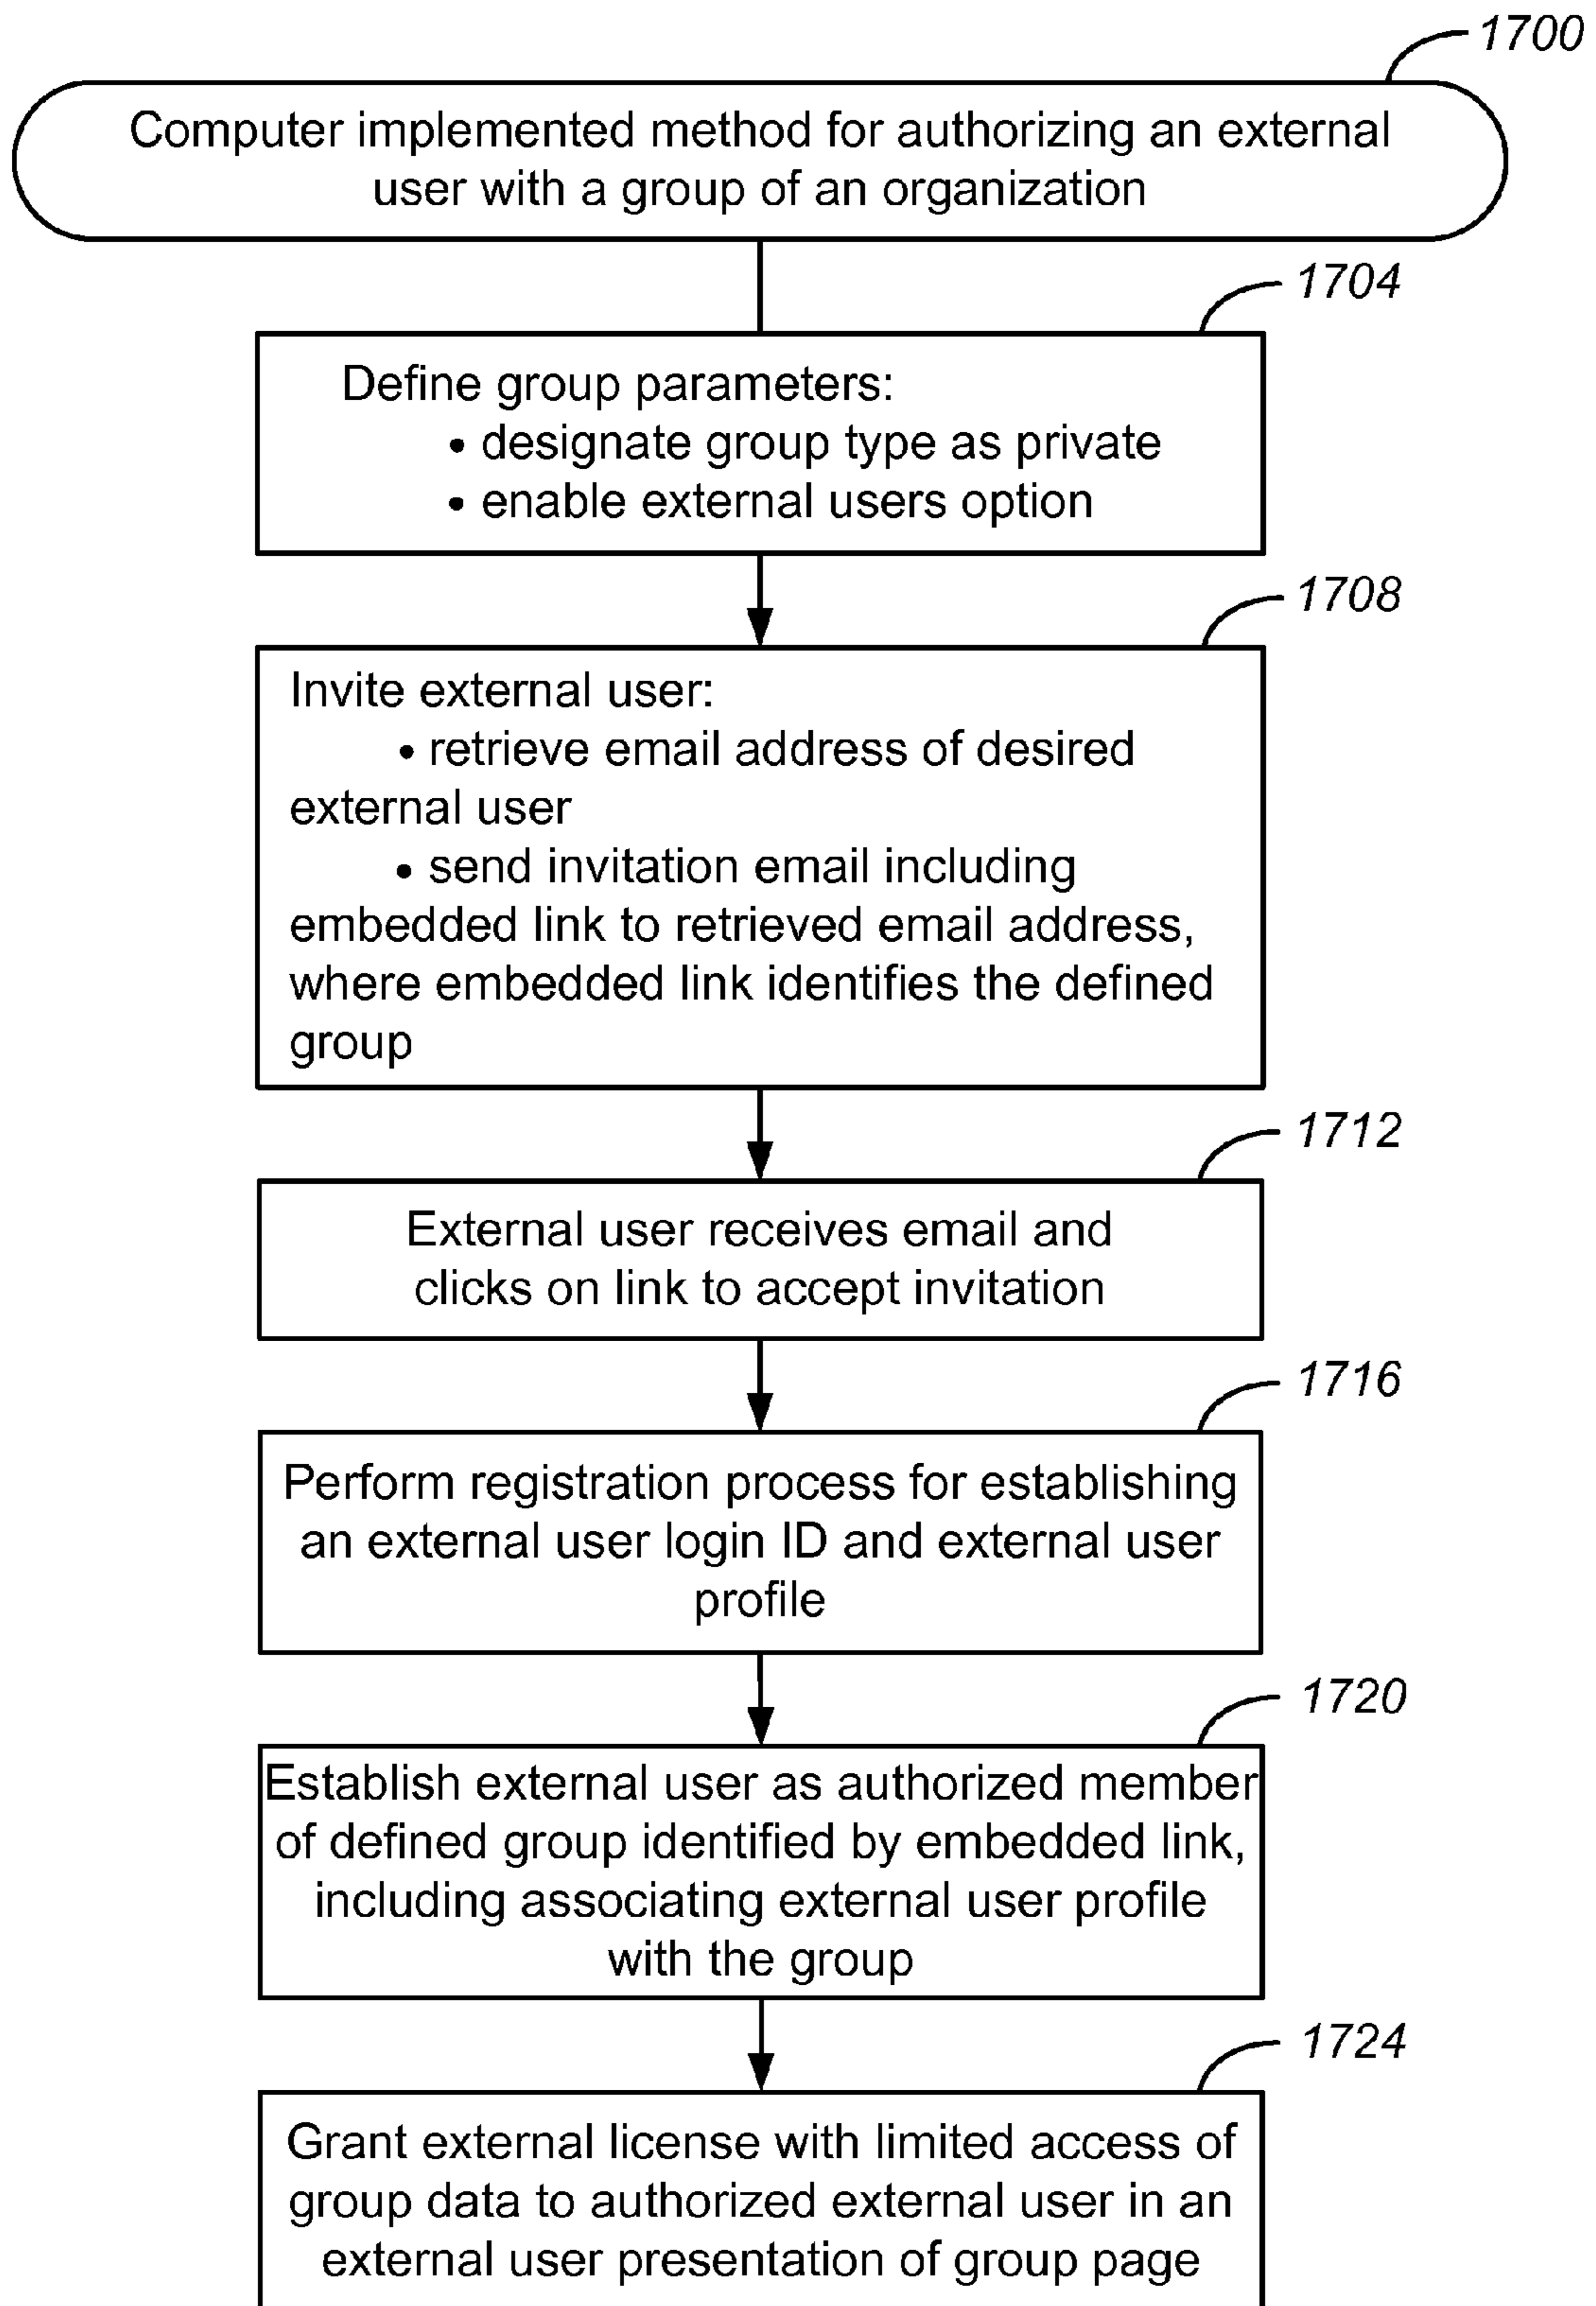 1700
Computer implemented method for authorizing an external
user with a group of an organization
1704
Define group parameters:
• designate group type as private
• enable external users option
1708
Invite external user:
• retrieve email address of desired
external user
• send invitation email including
embedded link to retrieved email address,
where embedded link identifies the defined
group
1712
External user receives email and
clicks on link to accept invitation
1716
Perform registration process for establishing
an external user login ID and external user
profile
1720
Establish external user as authorized member
of defined group identified by embedded link,
including associating external user profile
with the group
1724
Grant external license with limited access of
group data to authorized external user in an
external user presentation of group page